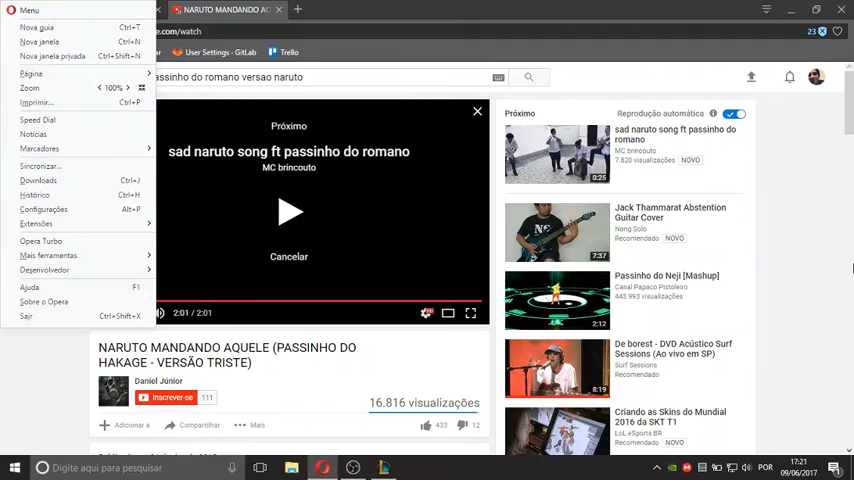 Menu
NARUTO MANDANDO AQ
Nova guia Ctrl+T
Nova janela Ctrl+N
Nova janela privada Ctrl+Shift+N
Página
Zoom 100%
Imprimir... Ctrl+P
Speed Dial
Notícias
Marcadores
Sincronizar...
Downloads Ctrl+J
Histórico Ctrl+H
Configurações Alt+P
Extensões
Opera Turbo
Mais ferramentas
Desenvolvedor
Ajuda F1
Sobre o Opera
Sair Ctrl+Shift+X
e.com/watch
23
ar
User Settings - GitLab
Trello
assinho do romano versao naruto
Próximo
sad naruto song ft passinho do romano
MC brincouto
Cancelar
2:01 / 2:01
NARUTO MANDANDO AQUELE (PASSINHO DO
HAKAGE - VERSÃO TRISTE)
Daniel Júnior
Inscrever-se 111
16.816 visualizações
Adicionar a Compartilhar Mais 433 12
Próximo Reprodução automática
sad naruto song ft passinho do
romano
MC brincouto
7.820 visualizações NOVO
0:25
Jack Thammarat Abstention
Guitar Cover
Nong Solo
Recomendado NOVO
7:37
Passinho do Neji [Mashup]
Canal Papaco Pistoleiro
443.993 visualizações
2:12
De borest - DVD Acústico Surf
Sessions (Ao vivo em SP)
Surf Sessions
Recomendado
8:19
Criando as Skins do Mundial
2016 da SKT T1
LoL eSports BR
Recomendado NOVO
Digite aqui para pesquisar
POR
17:21
09/06/2017